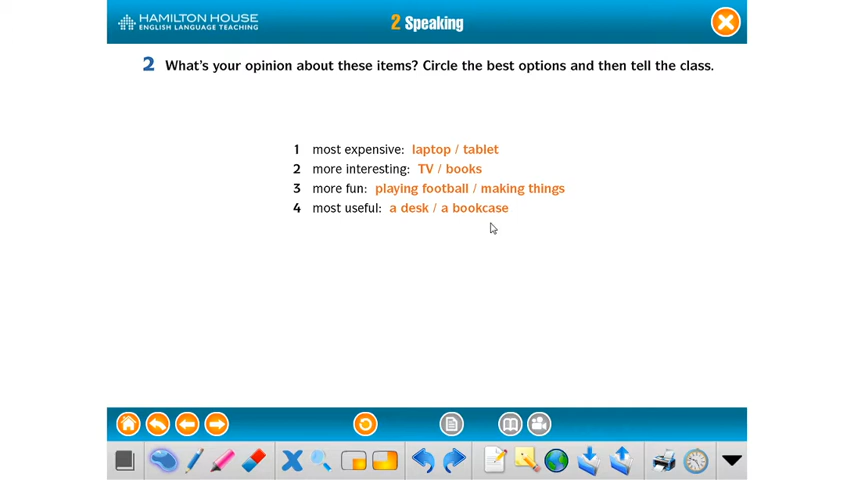 HAMILTON HOUSE
ENGLISH LANGUAGE TEACHING
2 Speaking
2 What's your opinion about these items? Circle the best options and then tell the class.
1 most expensive: laptop / tablet
2 more interesting: TV / books
3 more fun: playing football / making things
4 most useful: a desk / a bookcase